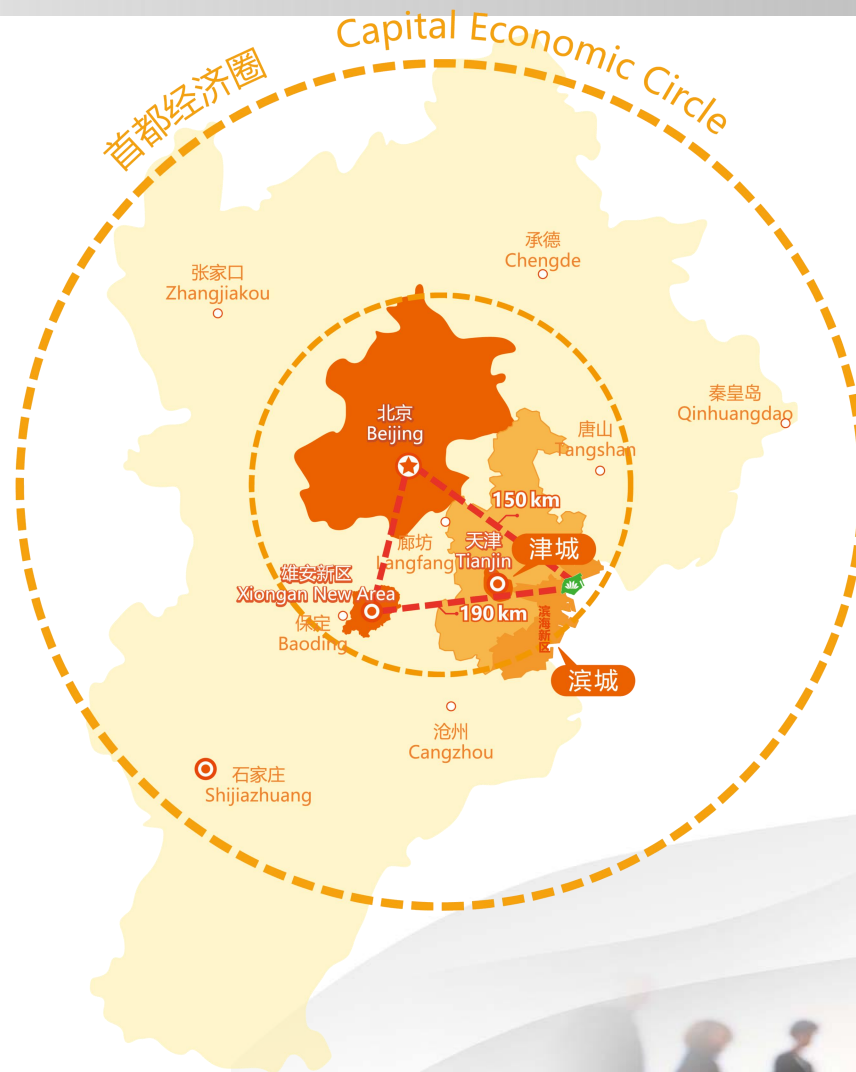 首都经济圈
Capital Economic Circle
承德
Chengde
张家口
Zhangjiakou
秦皇岛
Qinhuangdao
北京
Beijing
唐山
Tangshan
150 km
廊坊
Langfang
天津
Tianjin
津城
雄安新区
Xiongan New Area
190 km
滨海新区
保定
Baoding
滨城
沧州
Cangzhou
石家庄
Shijiazhuang